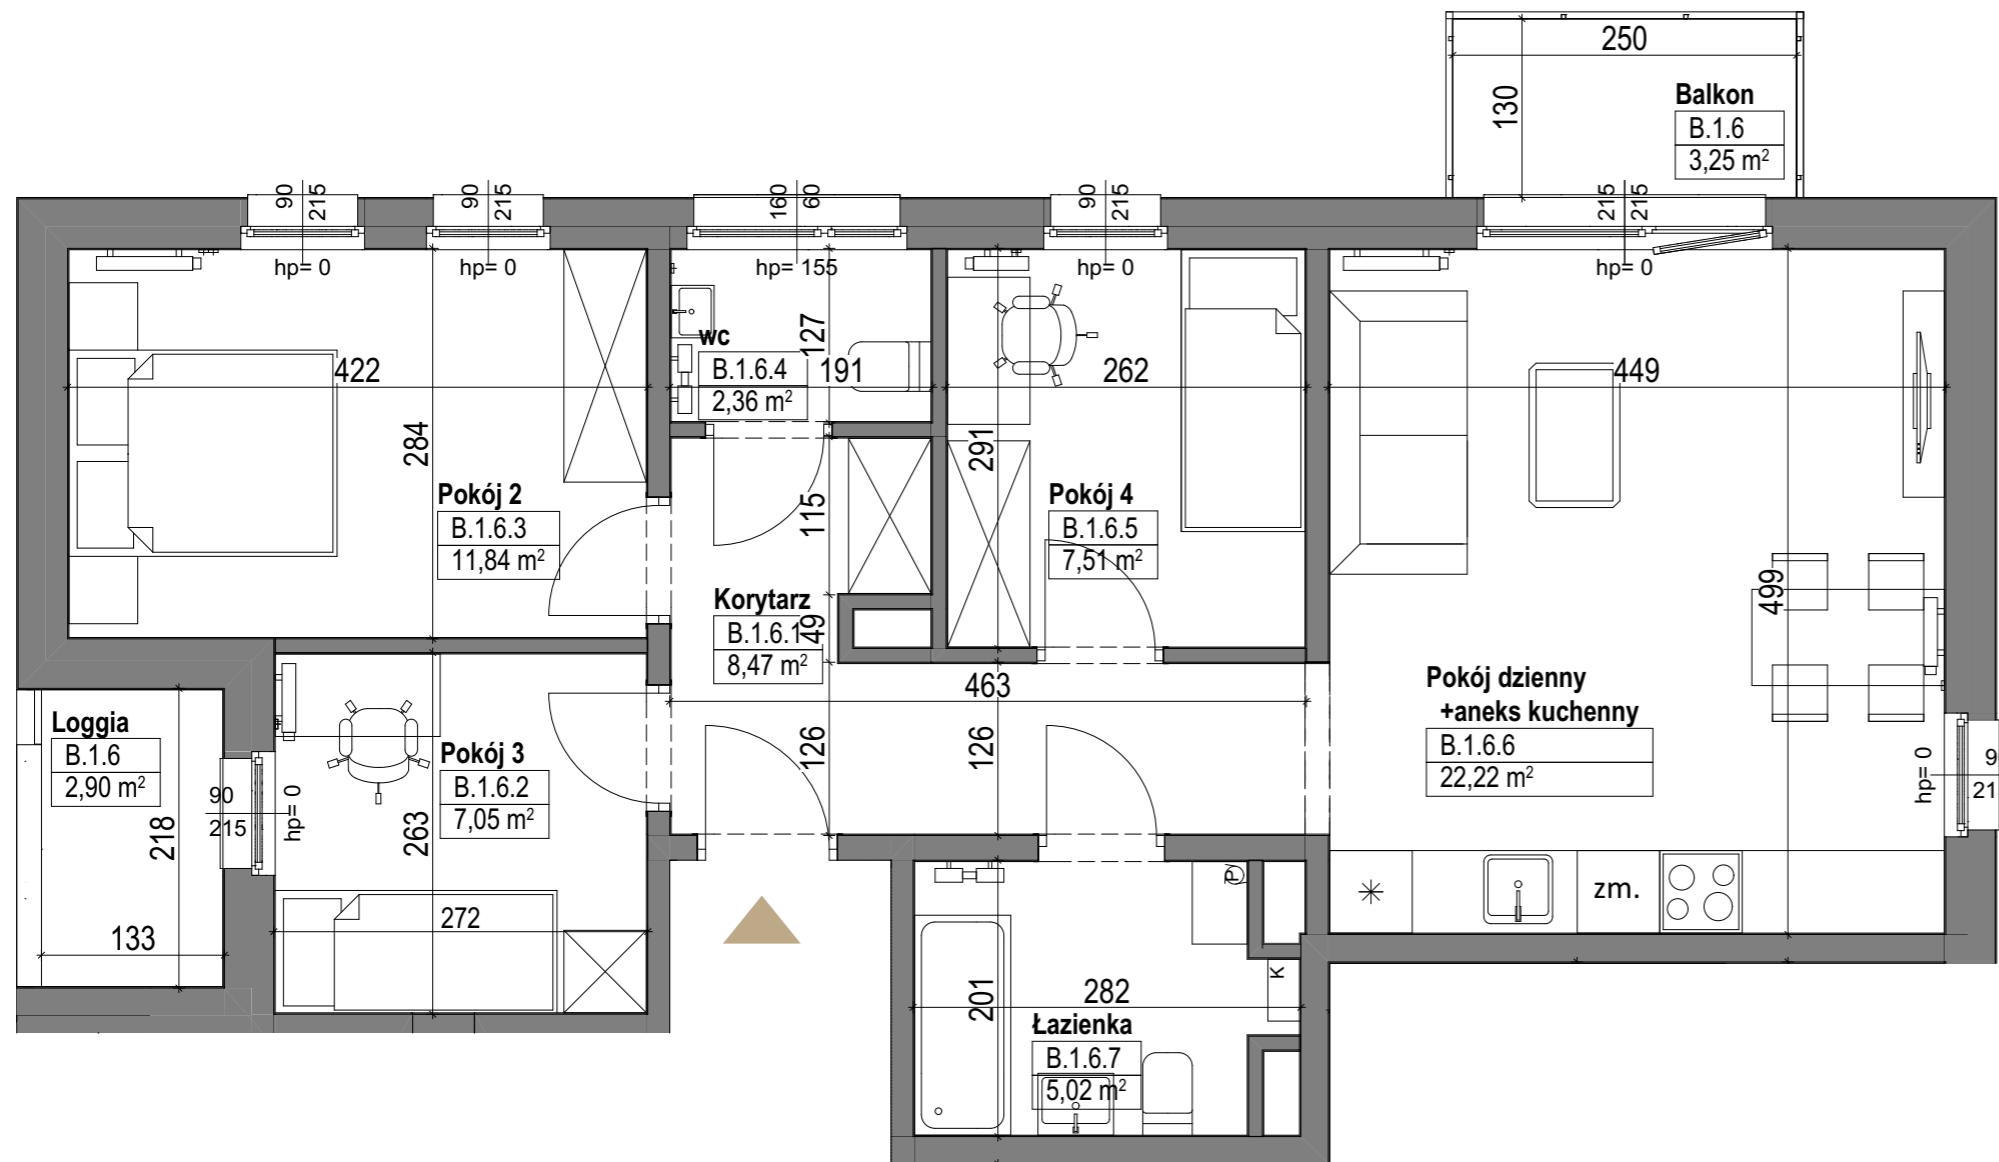 250
130
Balkon
B.1.6
3,25 m²
90
215
90
215
160
60
90
215
215
215
hp= 0
hp= 0
hp= 155
hp= 0
hp= 0
422
284
Pokój 2
B.1.6.3
11,84 m²
wc
B.1.6.4
2,36 m²
127
191
115
262
291
Pokój 4
B.1.6.5
7,51 m²
449
499
Korytarz
B.1.6.1
8,47 m²
49
463
126
126
Pokój dzienny
+aneks kuchenny
B.1.6.6
22,22 m²
hp= 0
9
21
Loggia
B.1.6
2,90 m²
218
133
90
215
hp= 0
Pokój 3
B.1.6.2
7,05 m²
263
272
zm.
P
K
201
282
Łazienka
B.1.6.7
5,02 m²